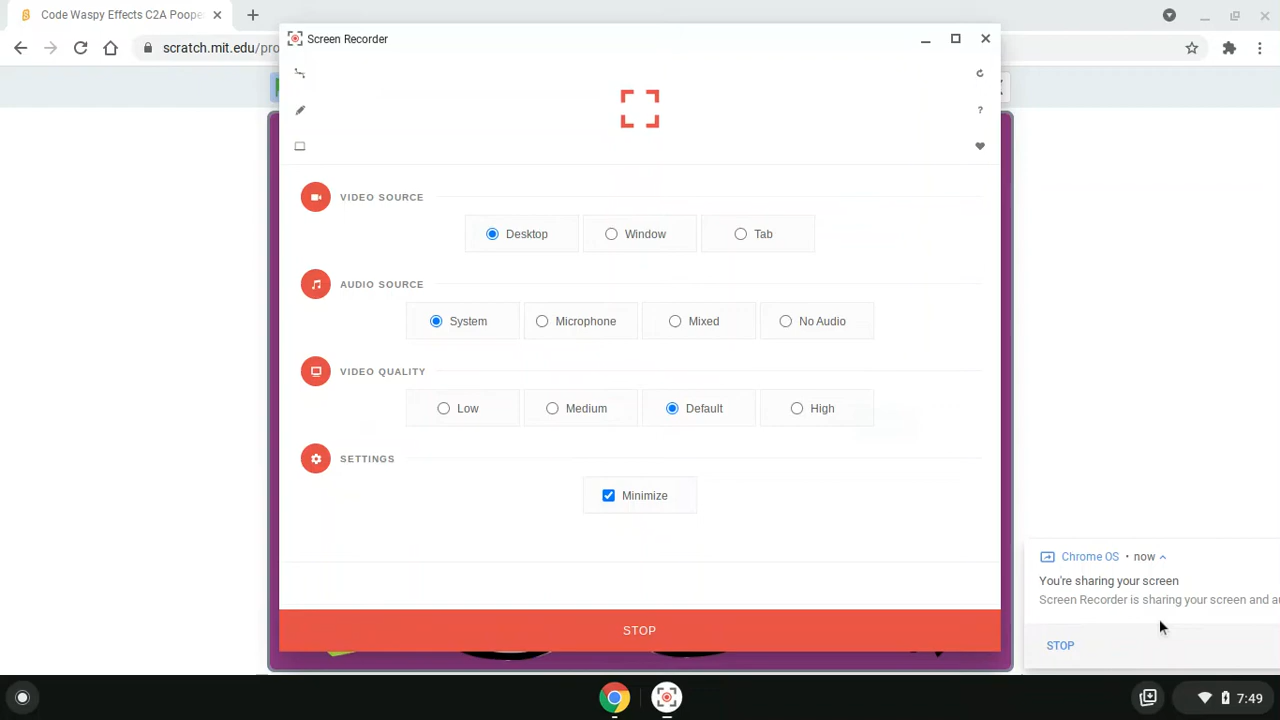 Code Waspy Effects C2A Poope
scratch.mit.edu/pro
Screen Recorder
?
VIDEO SOURCE
Desktop
Window
Tab
AUDIO SOURCE
System
Microphone
Mixed
No Audio
VIDEO QUALITY
Low
Medium
Default
High
SETTINGS
Minimize
STOP
Chrome OS • now
You're sharing your screen
Screen Recorder is sharing your screen and au
STOP
7:49